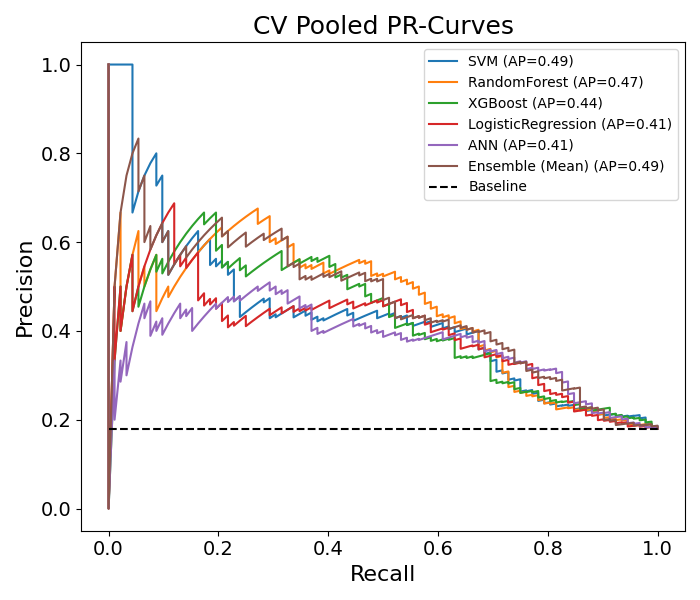 CV Pooled PR-Curves
SVM (AP=0.49)
RandomForest (AP=0.47)
XGBoost (AP=0.44)
LogisticRegression (AP=0.41)
ANN (AP=0.41)
Ensemble (Mean) (AP=0.49)
Baseline
Precision
1.0
0.8
0.6
0.4
0.2
0.0
0.0 0.2 0.4 0.6 0.8 1.0
Recall